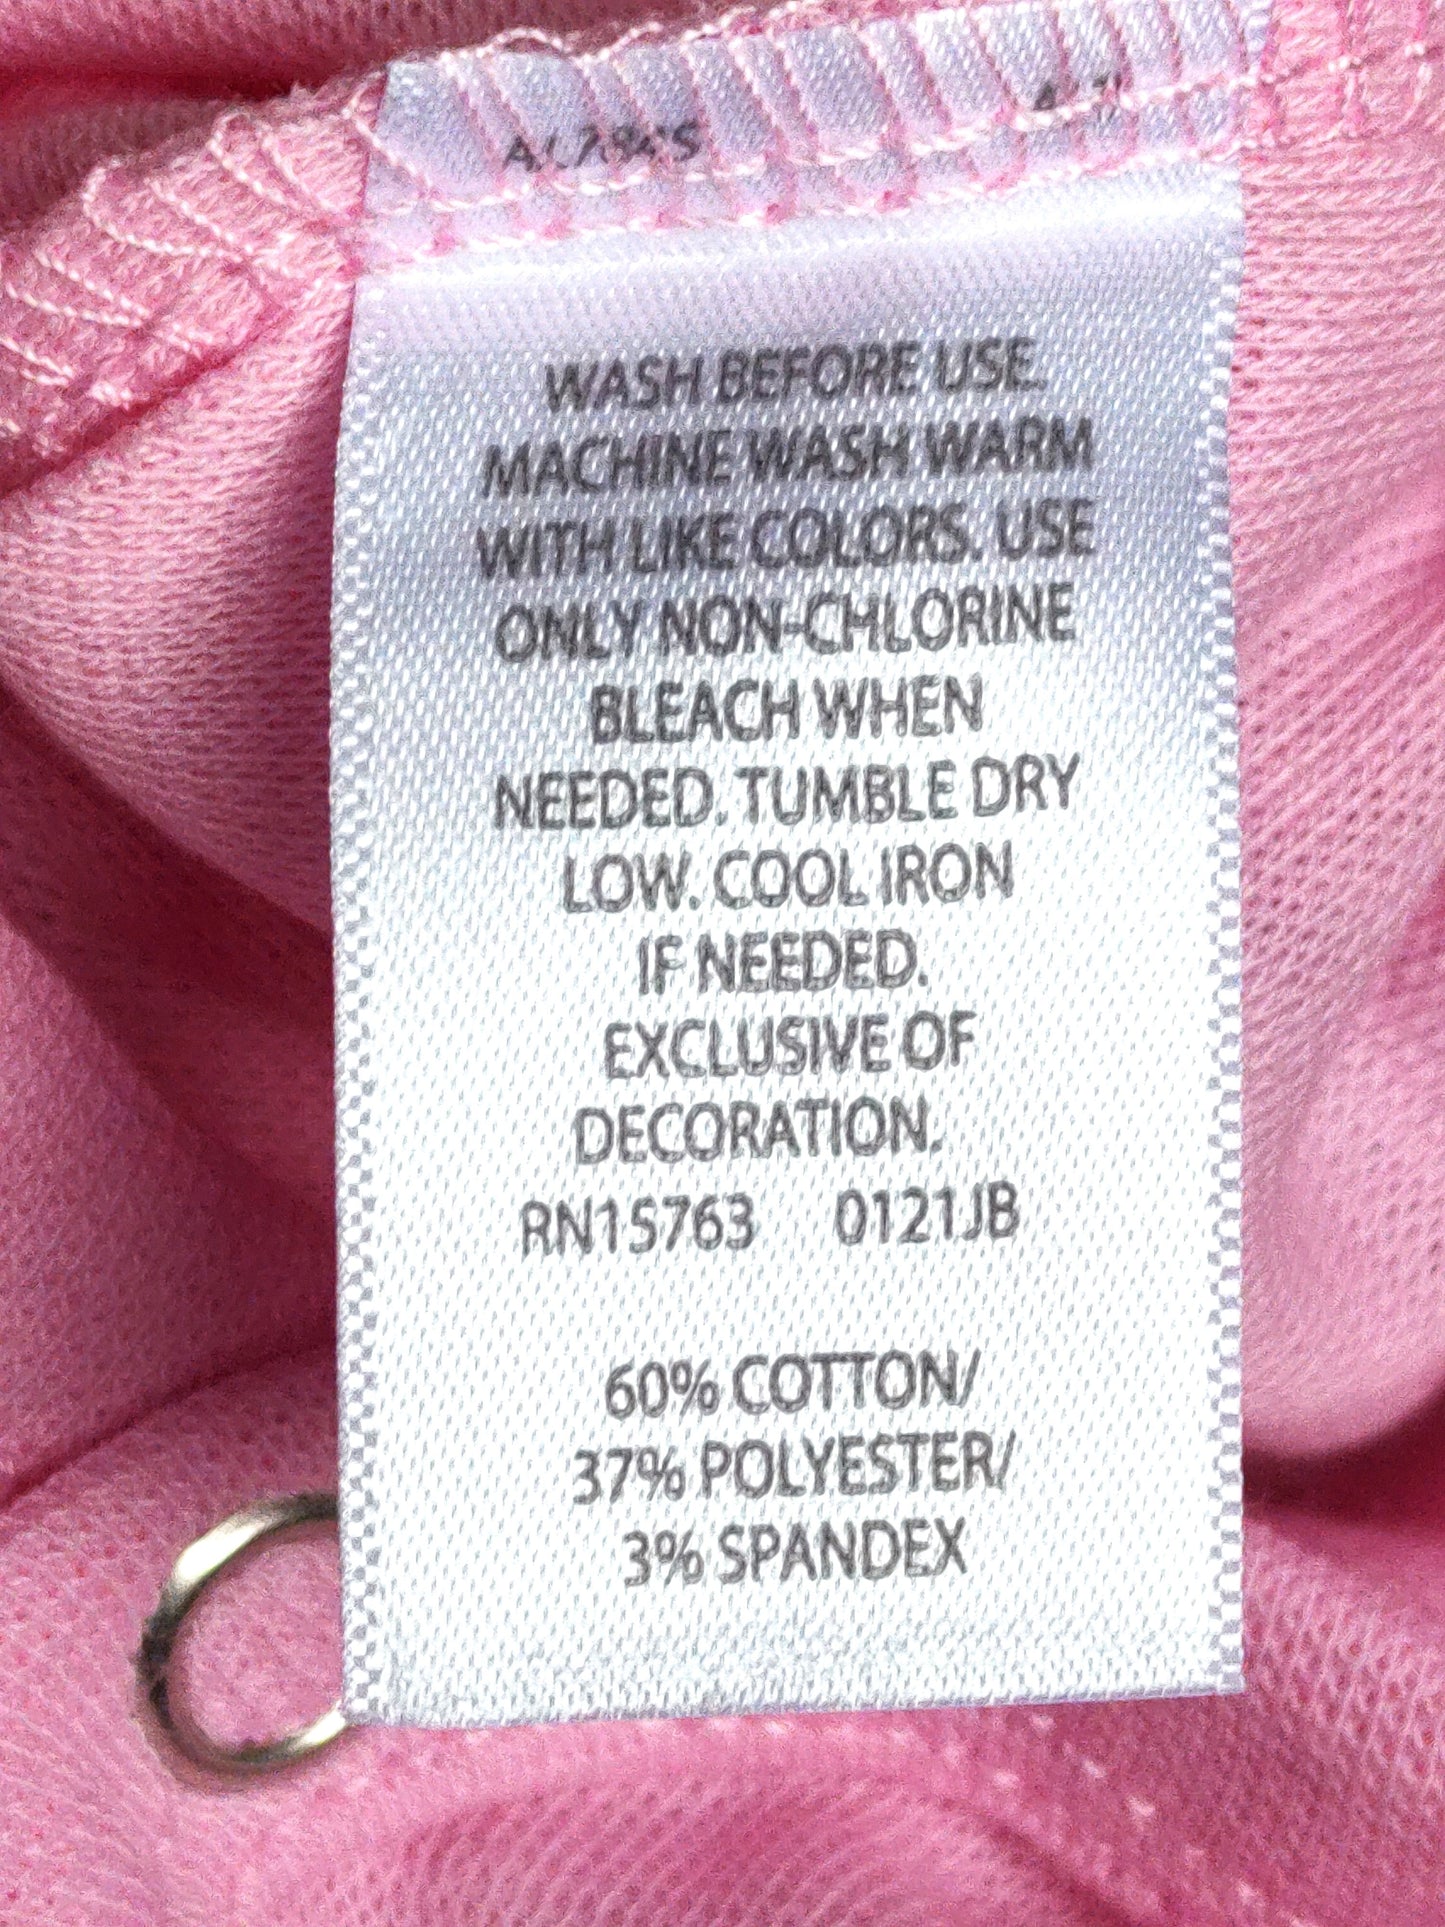 WASH BEFORE USE.
MACHINE WASH WARM
WITH LIKE COLORS. USE
ONLY NON-CHLORINE
BLEACH WHEN
NEEDED. TUMBLE DRY
LOW. COOL IRON
IF NEEDED.
EXCLUSIVE OF
DECORATION.
RN15763 0121JB
60% COTTON/
37% POLYESTER/
3% SPANDEX